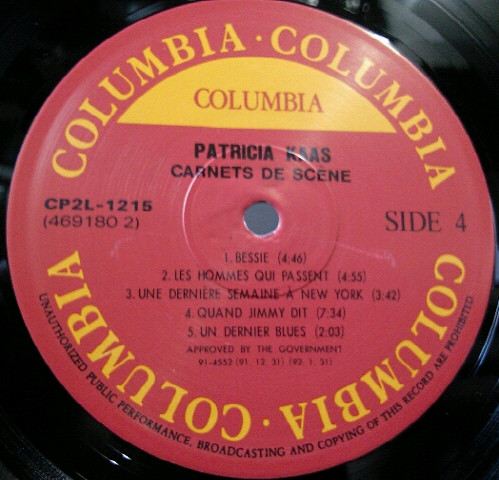 COLUMBIA · COLUMBIA
COLUMBIA
PATRICIA KAAS
CARNETS DE SCÈNE
CP2L-1215
(469180 2)
SIDE 4
1. BESSIE (4:46)
2. LES HOMMES QUI PASSENT (4:55)
3. UNE DERNIÈRE SEMAINE À NEW YORK (3:42)
4. QUAND JIMMY DIT (7:34)
5. UN DERNIER BLUES (2:03)
APPROVED BY THE GOVERNMENT
91-4552 (91. 12. 31) (92. 1. 31)
COLUMBIA · COLUMBIA
UNAUTHORIZED PUBLIC PERFORMANCE, BROADCASTING AND COPYING OF THIS RECORD ARE PROHIBITED.